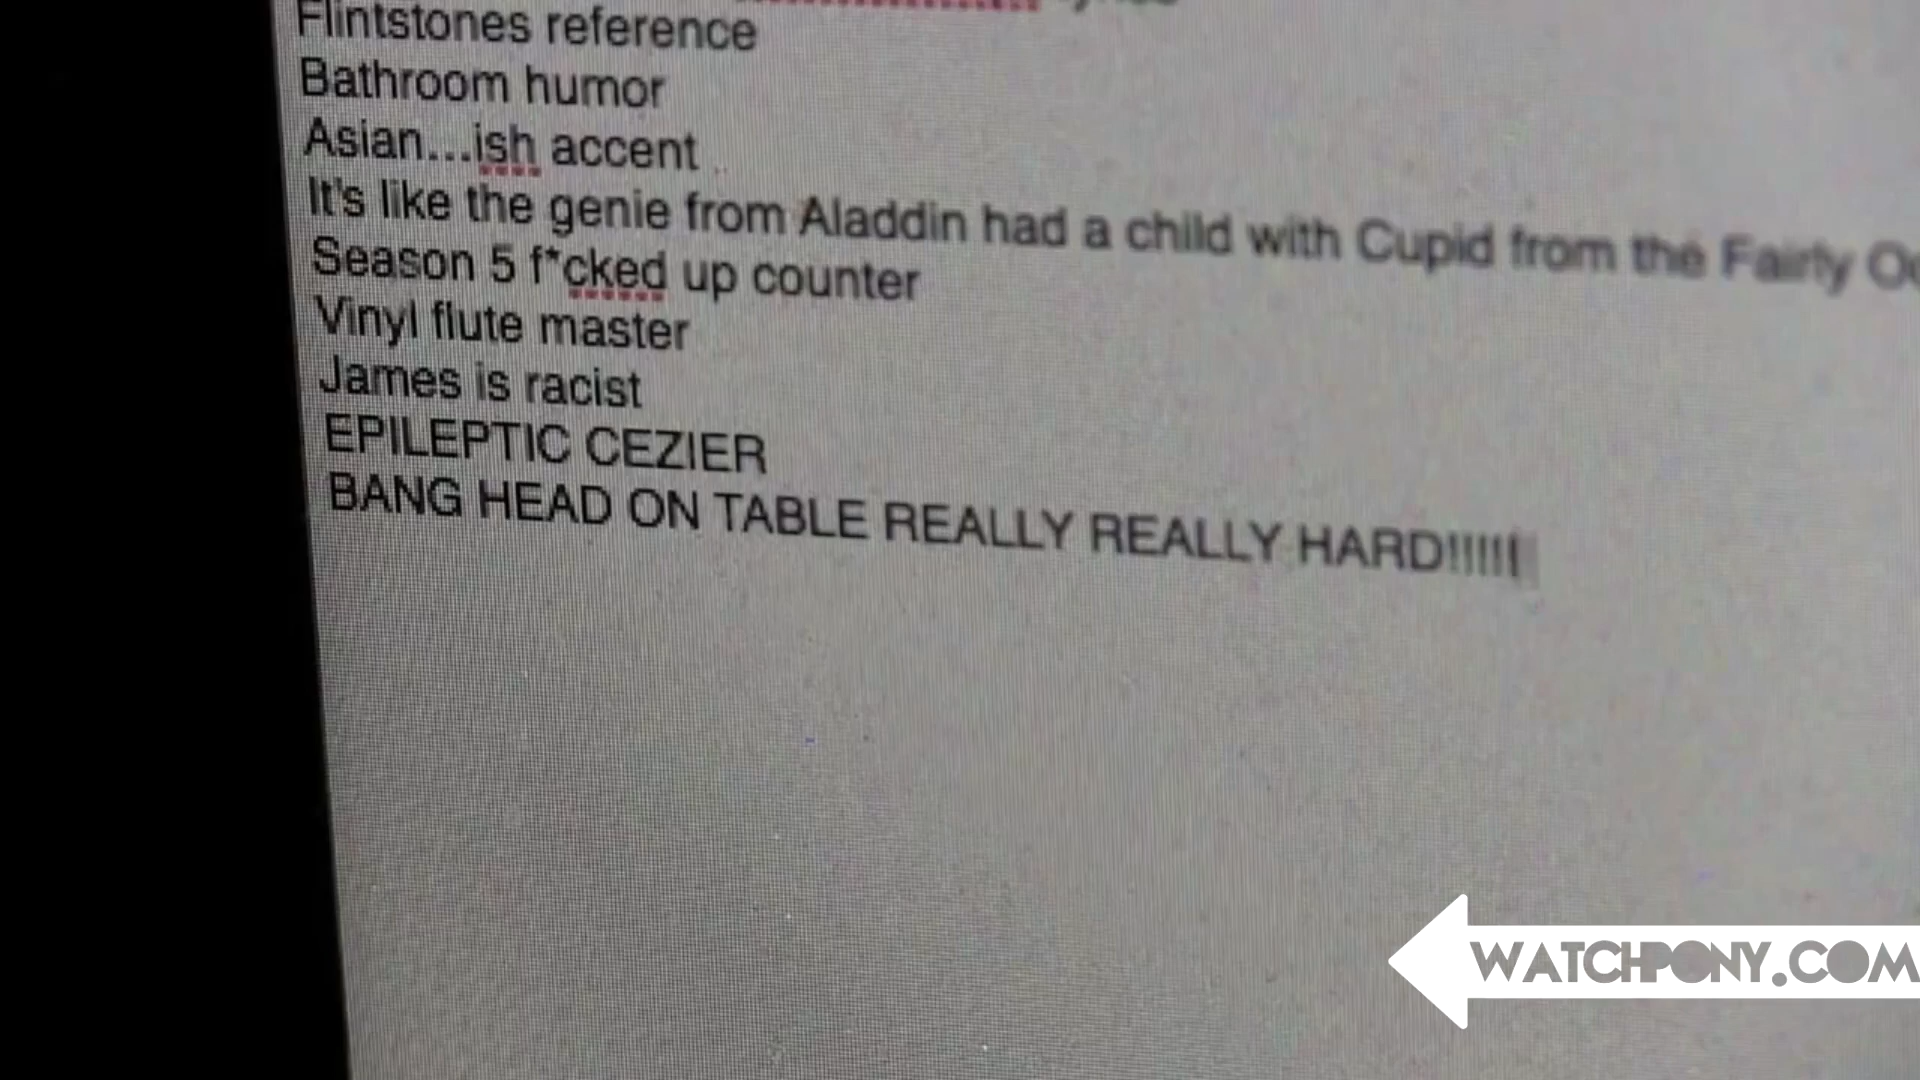 Flintstones reference
Bathroom humor
Asian...ish accent
It's like the genie from Aladdin had a child with Cupid from the Fairly
Season 5 f*cked up counter
Vinyl flute master
James is racist
EPILEPTIC CEZIER
BANG HEAD ON TABLE REALLY REALLY HARD!!!!!
WATCHPONY.COM